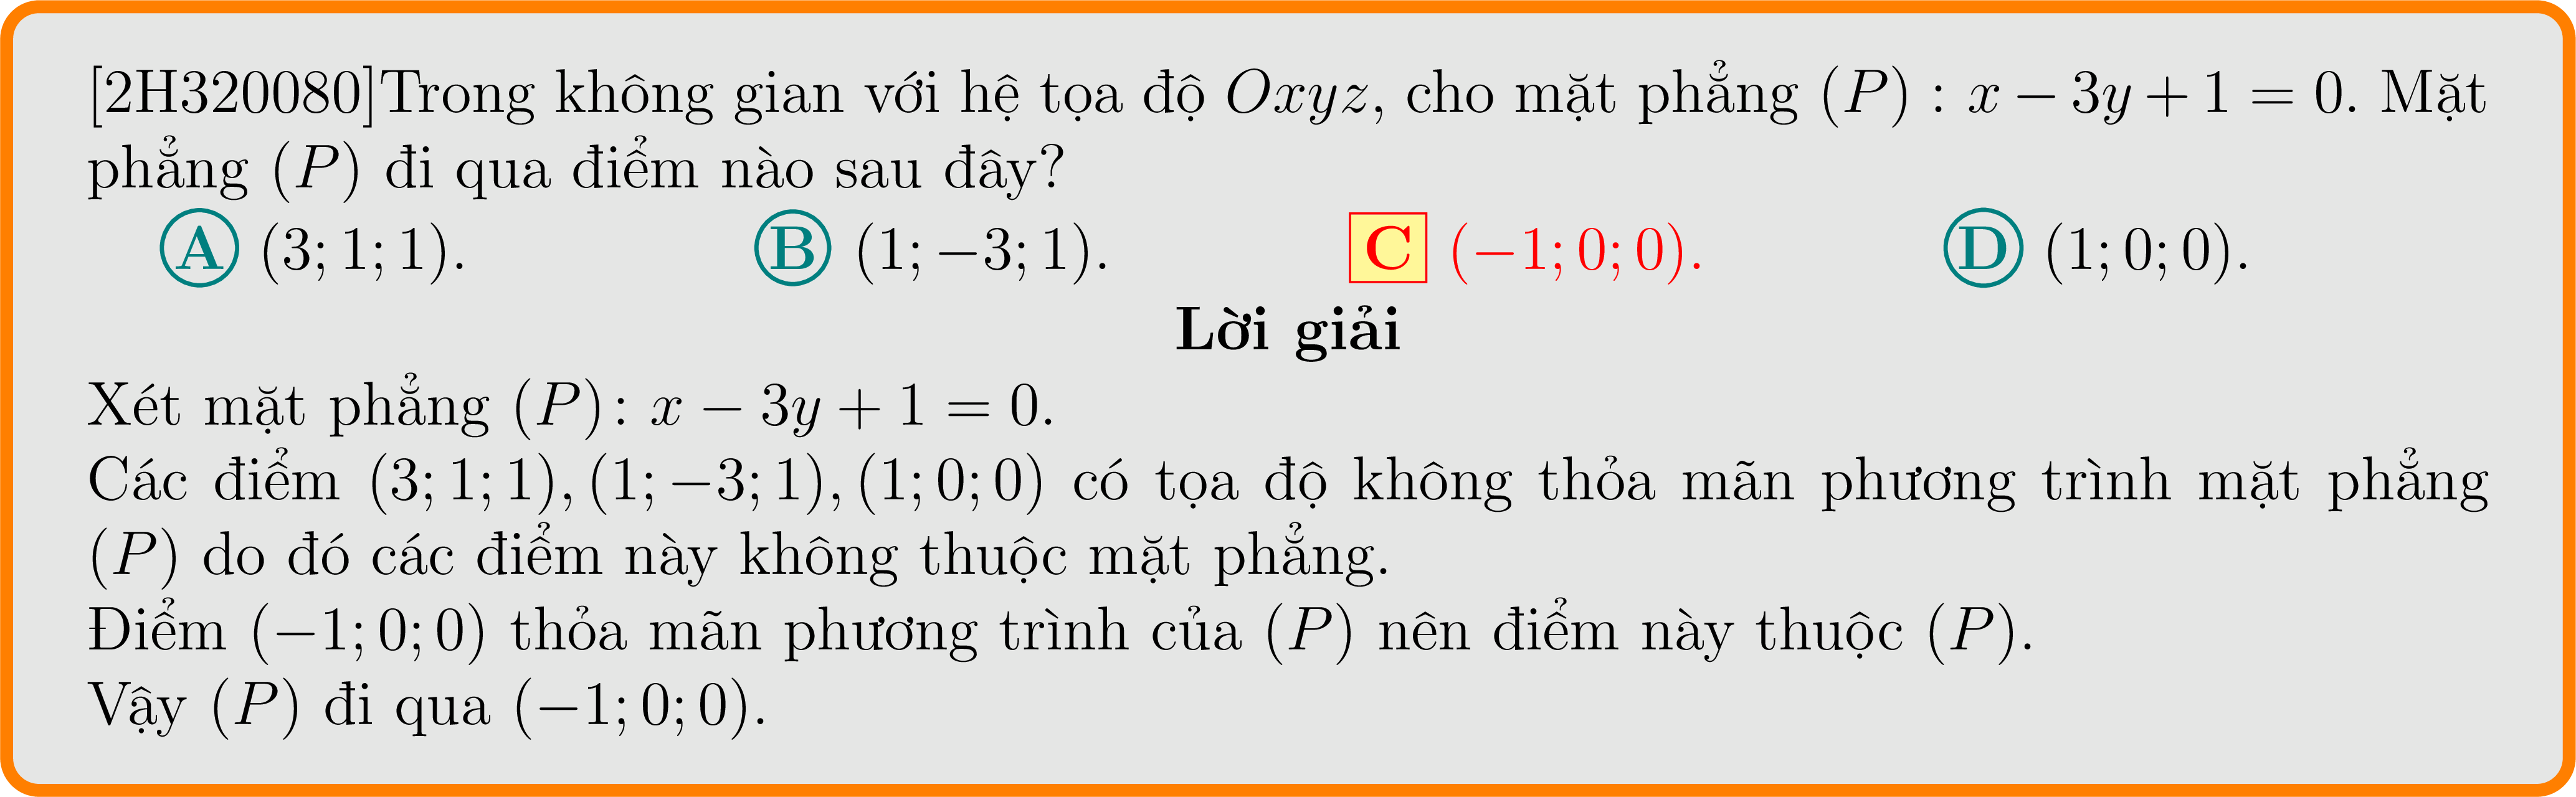 [2H320080]Trong không gian với hệ tọa độ Oxyz, cho mặt phẳng (P) : x − 3y + 1 = 0. Mặt
phẳng (P) đi qua điểm nào sau đây?
A (3; 1; 1). B (1; −3; 1). C (−1; 0; 0). D (1; 0; 0).
Lời giải
Xét mặt phẳng (P): x − 3y + 1 = 0.
Các điểm (3; 1; 1), (1; −3; 1), (1; 0; 0) có tọa độ không thỏa mãn phương trình mặt phẳng
(P) do đó các điểm này không thuộc mặt phẳng.
Điểm (−1; 0; 0) thỏa mãn phương trình của (P) nên điểm này thuộc (P).
Vậy (P) đi qua (−1; 0; 0).